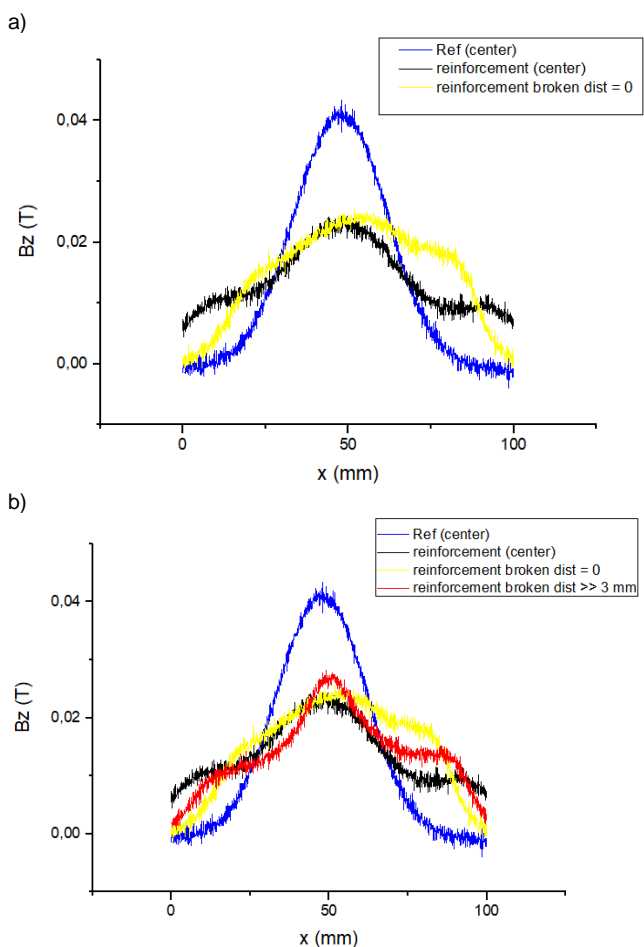 a)
Ref (center)
reinforcement (center)
reinforcement broken dist = 0
0,04
0,02
0,00
Bz (T)
0
50
100
x (mm)
b)
Ref (center)
reinforcement (center)
reinforcement broken dist = 0
reinforcement broken dist >> 3 mm
0,04
0,02
0,00
Bz (T)
0
50
100
x (mm)